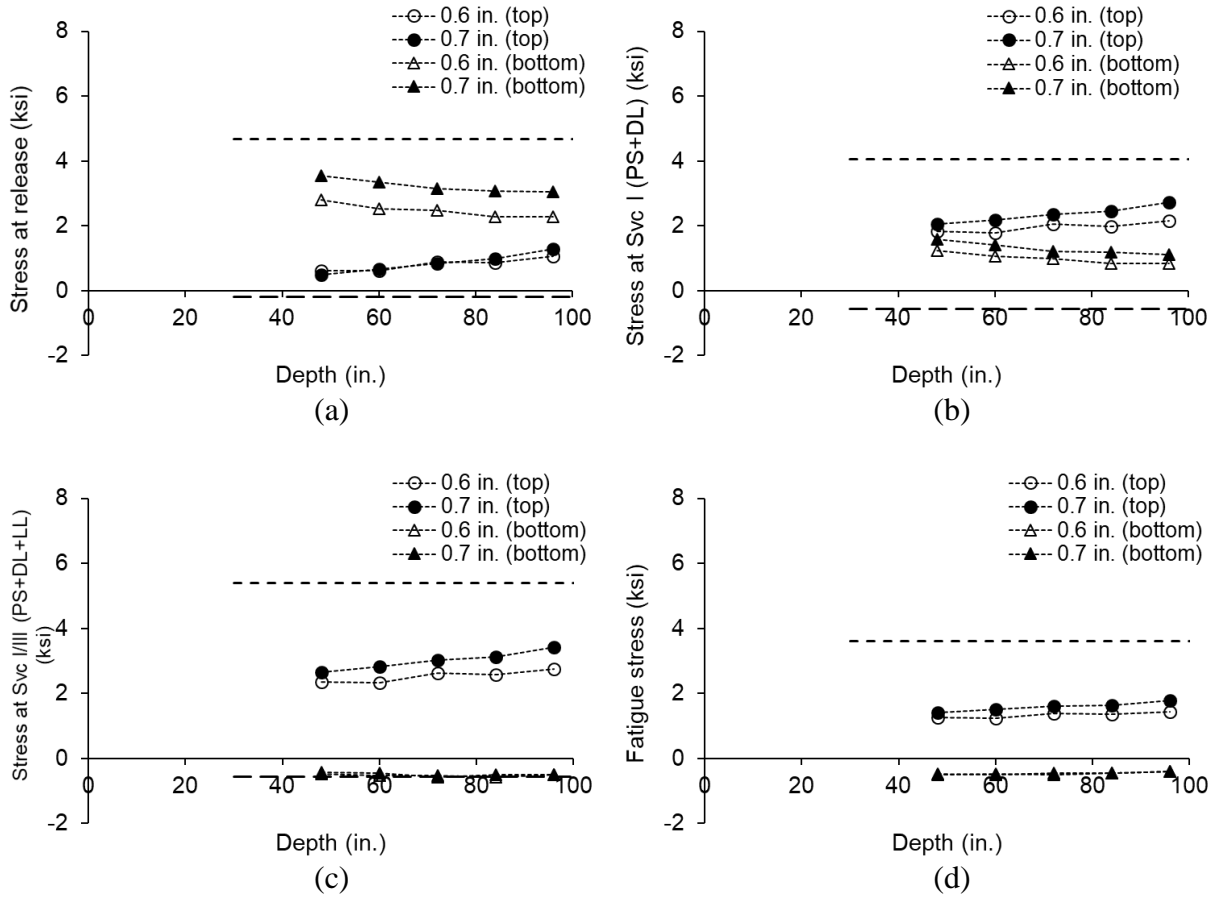 0.6 in. (top)
0.7 in. (top)
0.6 in. (bottom)
0.7 in. (bottom)
Stress at release (ksi)
8
6
4
2
0
-2
0 20 40 60 80 100
Depth (in.)
(a)
0.6 in. (top)
0.7 in. (top)
0.6 in. (bottom)
0.7 in. (bottom)
Stress at Svc I (PS+DL) (ksi)
8
6
4
2
0
-2
0 20 40 60 80 100
Depth (in.)
(b)
0.6 in. (top)
0.7 in. (top)
0.6 in. (bottom)
0.7 in. (bottom)
Stress at Svc I/III (PS+DL+LL)
(ksi)
8
6
4
2
0
-2
0 20 40 60 80 100
Depth (in.)
(c)
0.6 in. (top)
0.7 in. (top)
0.6 in. (bottom)
0.7 in. (bottom)
Fatigue stress (ksi)
8
6
4
2
0
-2
0 20 40 60 80 100
Depth (in.)
(d)